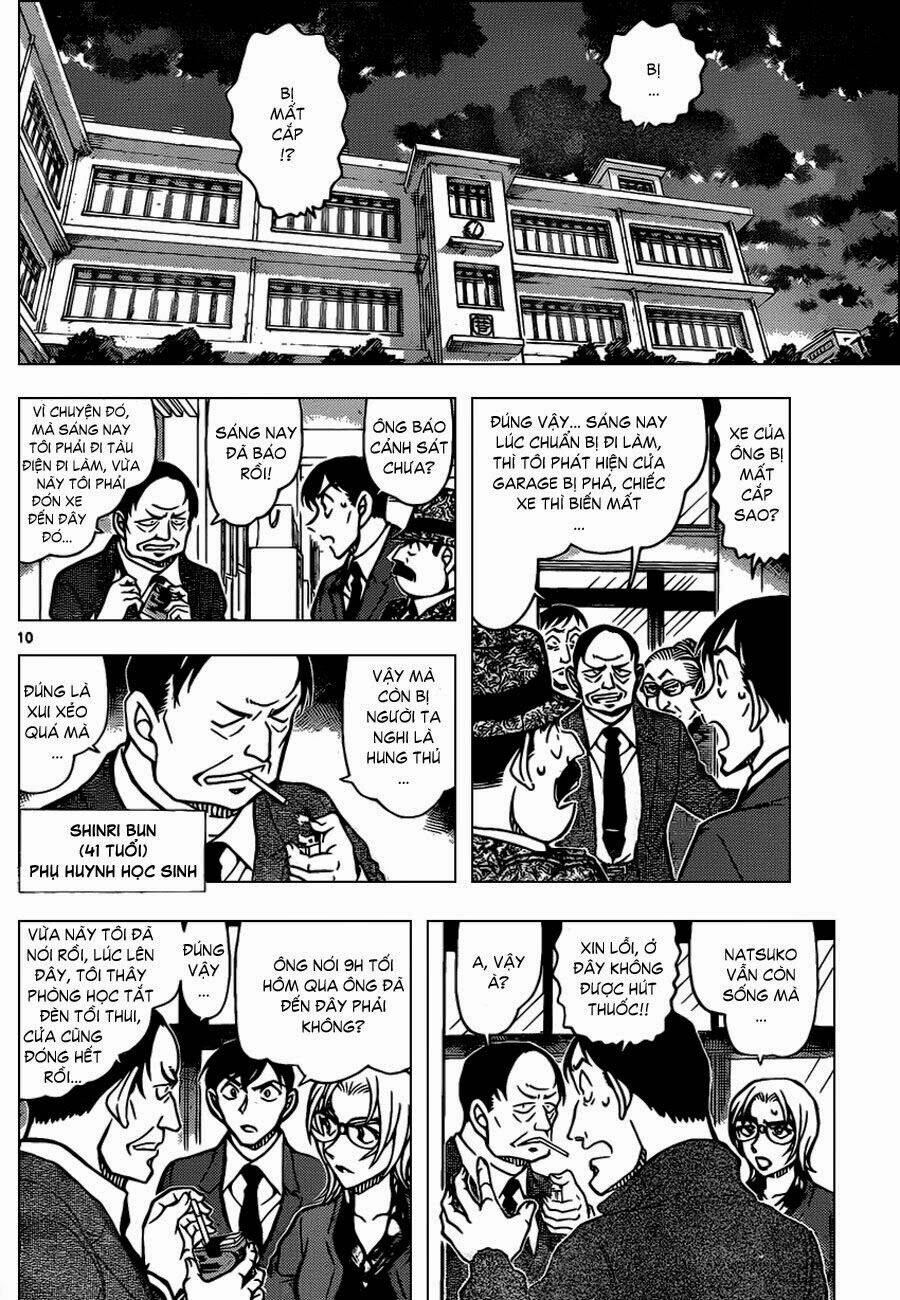 BỊ
...
BỊ
MẤT
CẮP
!?
XE CỦA
ÔNG BỊ
MẤT
CẮP
SAO?
ĐÚNG VẬY... SÁNG NAY
LÚC CHUẨN BỊ ĐI LÀM,
THÌ TÔI PHÁT HIỆN CỬA
GARAGE BỊ PHÁ, CHIẾC
XE THÌ BIẾN MẤT
...
ÔNG BÁO
CẢNH SÁT
CHƯA?
SÁNG NAY
ĐÃ BÁO
RỒI!
VÌ CHUYỆN ĐÓ,
MÀ SÁNG NAY
TÔI PHẢI ĐI TÀU
ĐIỆN ĐI LÀM, VỪA
NÃY TÔI PHẢI
ĐÓN XE
ĐẾN ĐÂY
ĐÓ...
10
VẬY MÀ
CÒN BỊ
NGƯỜI TA
NGHI LÀ
HUNG THỦ
...
ĐÚNG LÀ
XUI XẺO
QUÁ MÀ
...
SHINRI BUN
(41 TUỔI)
PHỤ HUYNH HỌC SINH
NATSUKO
VẪN CÒN
SỐNG MÀ
...
XIN LỖI, Ở
ĐÂY KHÔNG
ĐƯỢC HÚT
THUỐC!!
A, VẬY
À?
ÔNG NÓI 9H TỐI
HÔM QUA ÔNG ĐÃ
ĐẾN ĐÂY PHẢI
KHÔNG?
ĐÚNG
VẬY
...
VỪA NÃY TÔI ĐÃ
NÓI RỒI, LÚC LÊN
ĐÂY, TÔI THẤY
PHÒNG HỌC TẮT
ĐÈN TỐI THUI,
CỬA CŨNG
ĐÓNG HẾT
RỒI...